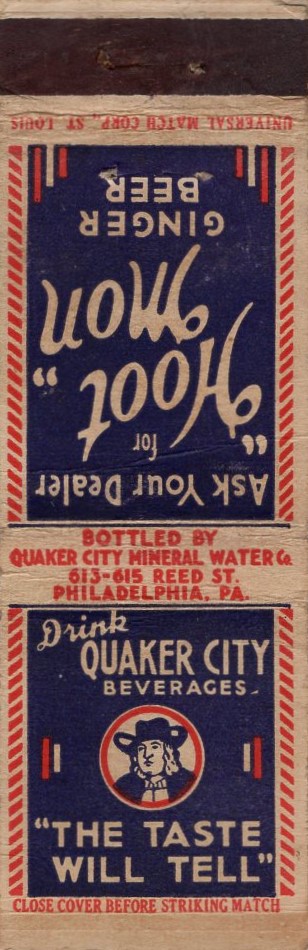 UNIVERSAL MATCH CORP., ST. LOUIS
Ask Your Dealer
for
"Hoot
Mon"
GINGER
BEER
BOTTLED BY
QUAKER CITY MINERAL WATER Co.
613-615 REED ST.
PHILADELPHIA, PA.
Drink
QUAKER CITY
BEVERAGES-
"THE TASTE
WILL TELL"
CLOSE COVER BEFORE STRIKING MATCH